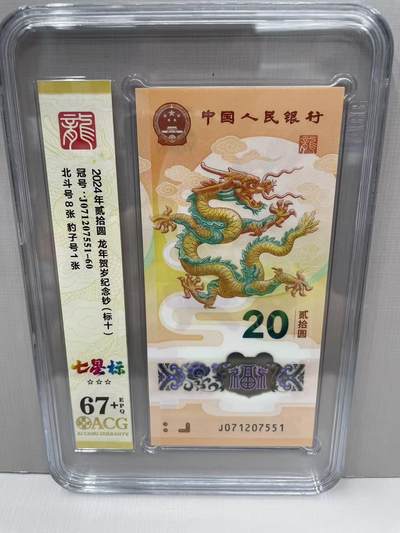 龍
2024年贰拾圆 龙年贺岁纪念钞(标十)
冠号:J071207551-60
北斗号8张 豹子号1张
七星标
67+ EPQ
ACG
中国人民银行
20
贰拾圆
J071207551